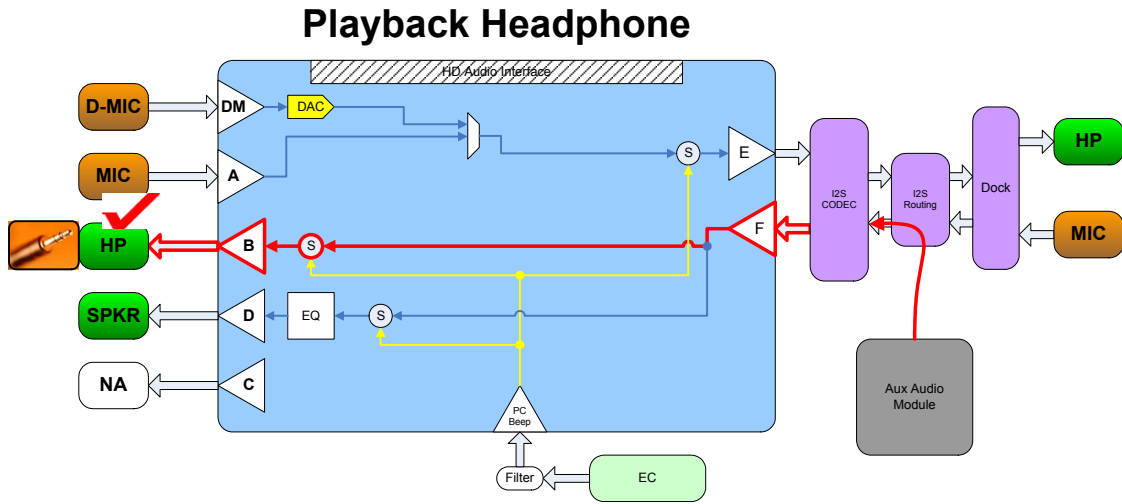 Playback Headphone
HD Audio Interface
D-MIC
DM
DAC
MIC
A
S
E
HP
B
S
F
SPKR
D
EQ
S
NA
C
PC
Beep
Filter
EC
I2S
CODEC
I2S
Routing
Dock
HP
MIC
Aux Audio
Module